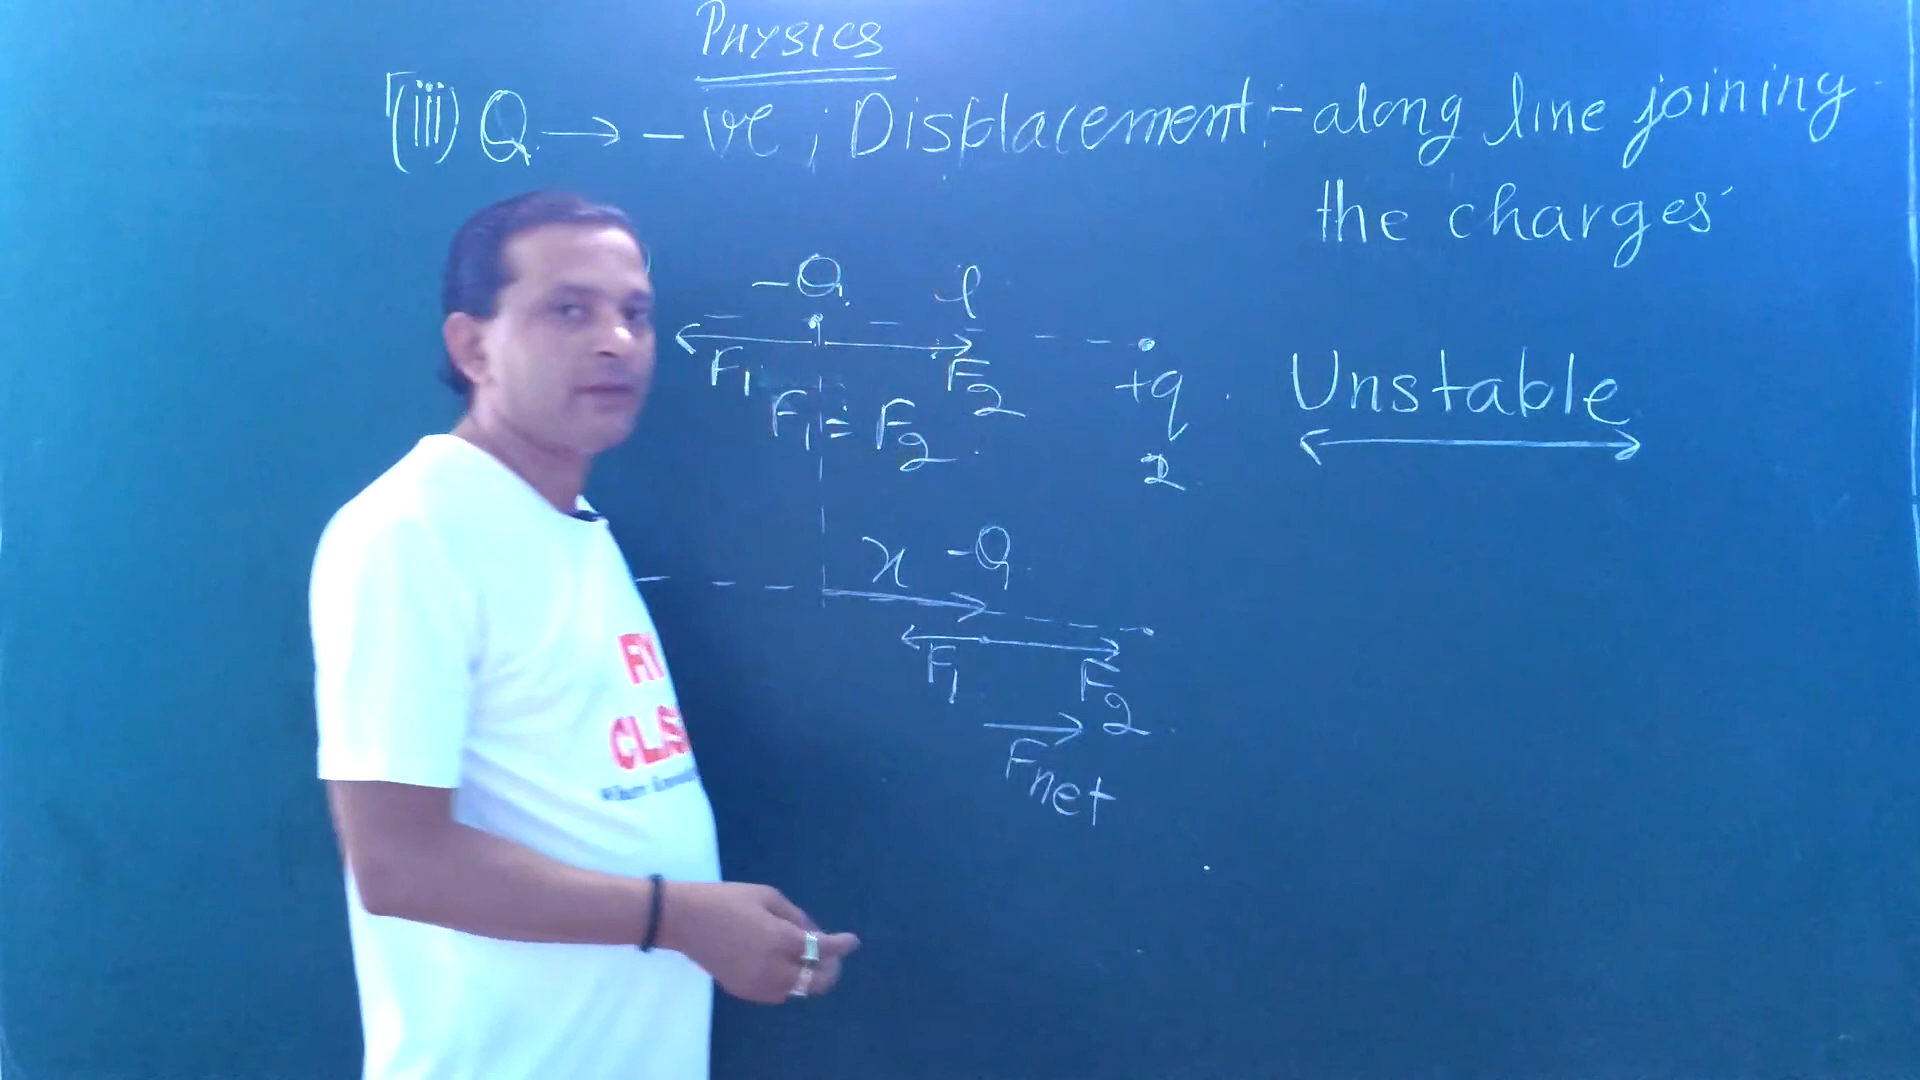 Physics
(iii) Q → -ve ; Displacement :- along line joining
the charges
-Q l
F1 F2
F1 = F2
+q
2
Unstable
x -Q
F1 F2
Fnet